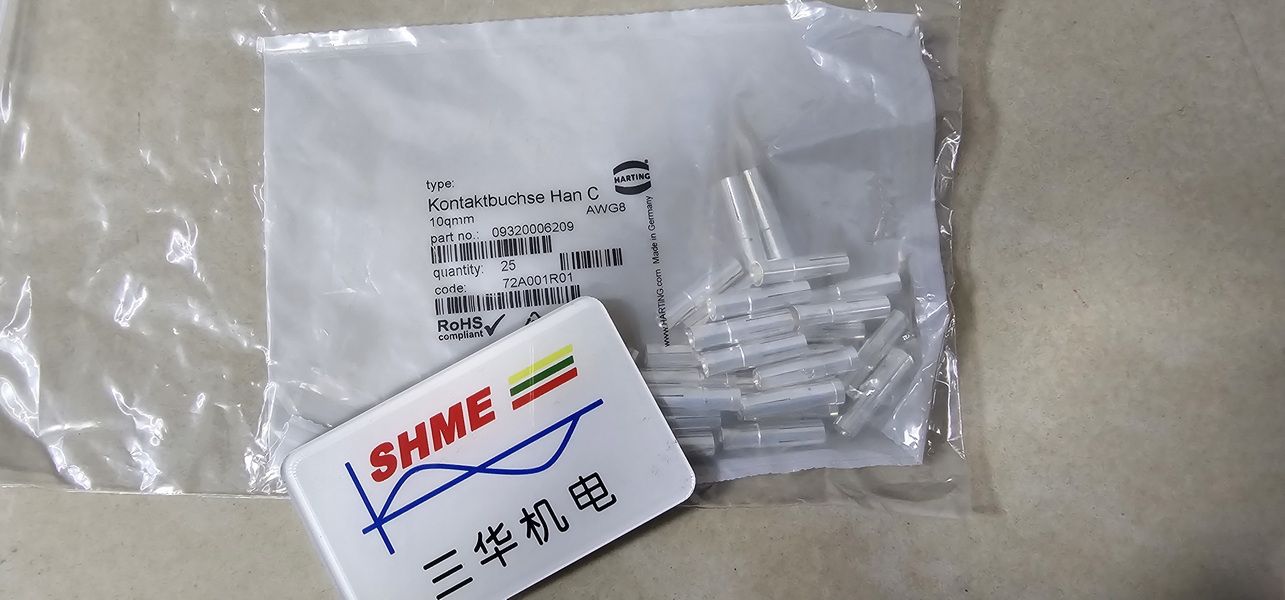 type:
HARTING
Kontaktbuchse Han C
10qmm AWG8
part no.: 09320006209
quantity: 25
code: 72A001R01
RoHS
compliant
www.HARTING.com Made in Germany
SHME
三华机电